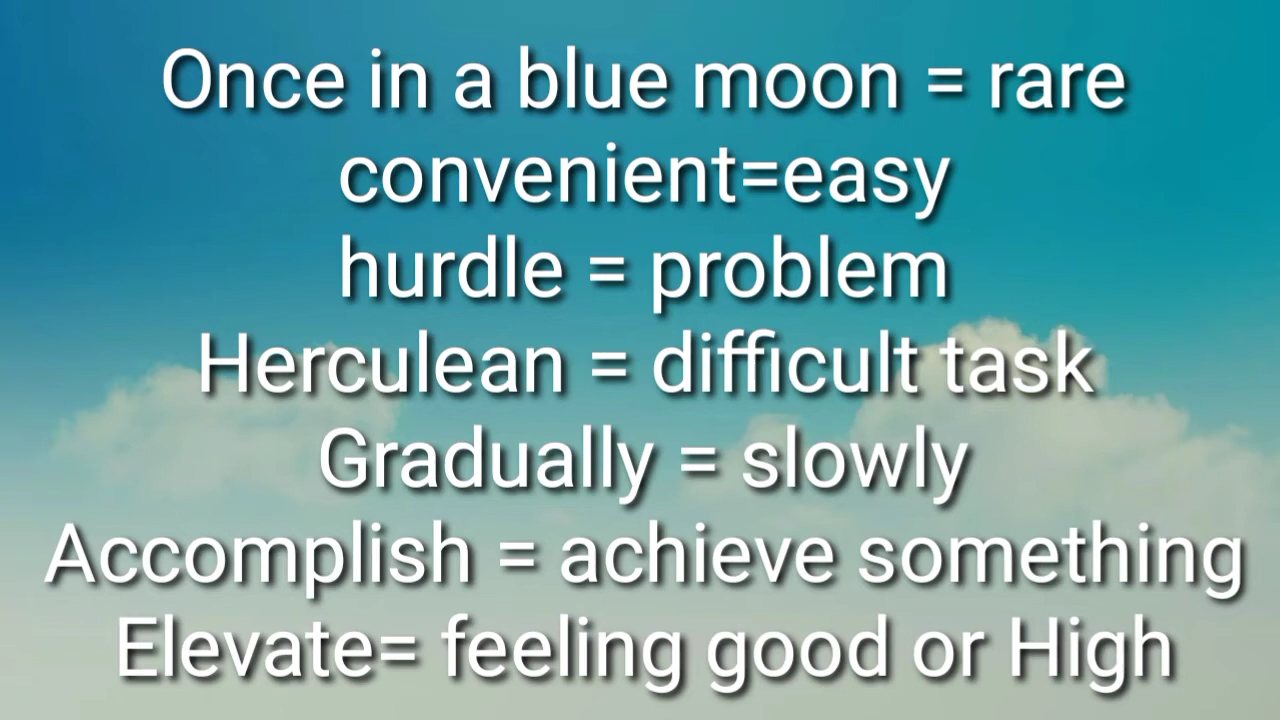 Once in a blue moon = rare
convenient=easy
hurdle = problem
Herculean = difficult task
Gradually = slowly
Accomplish = achieve something
Elevate= feeling good or High